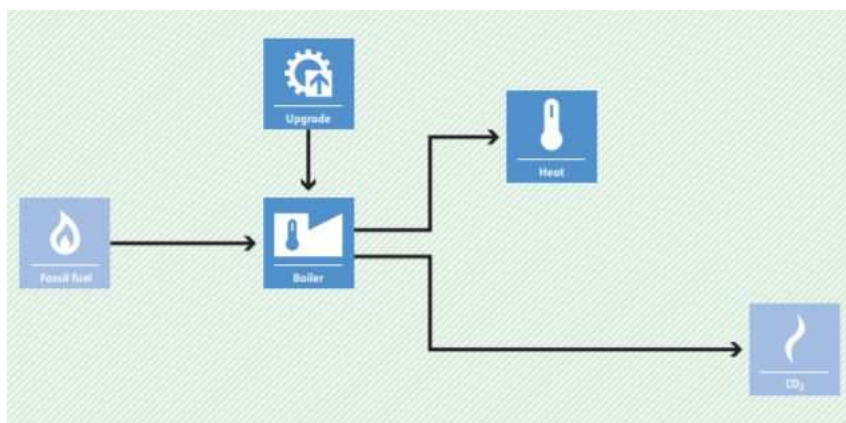 Upgrade
Heat
Fossil fuel
Boiler
CO₂